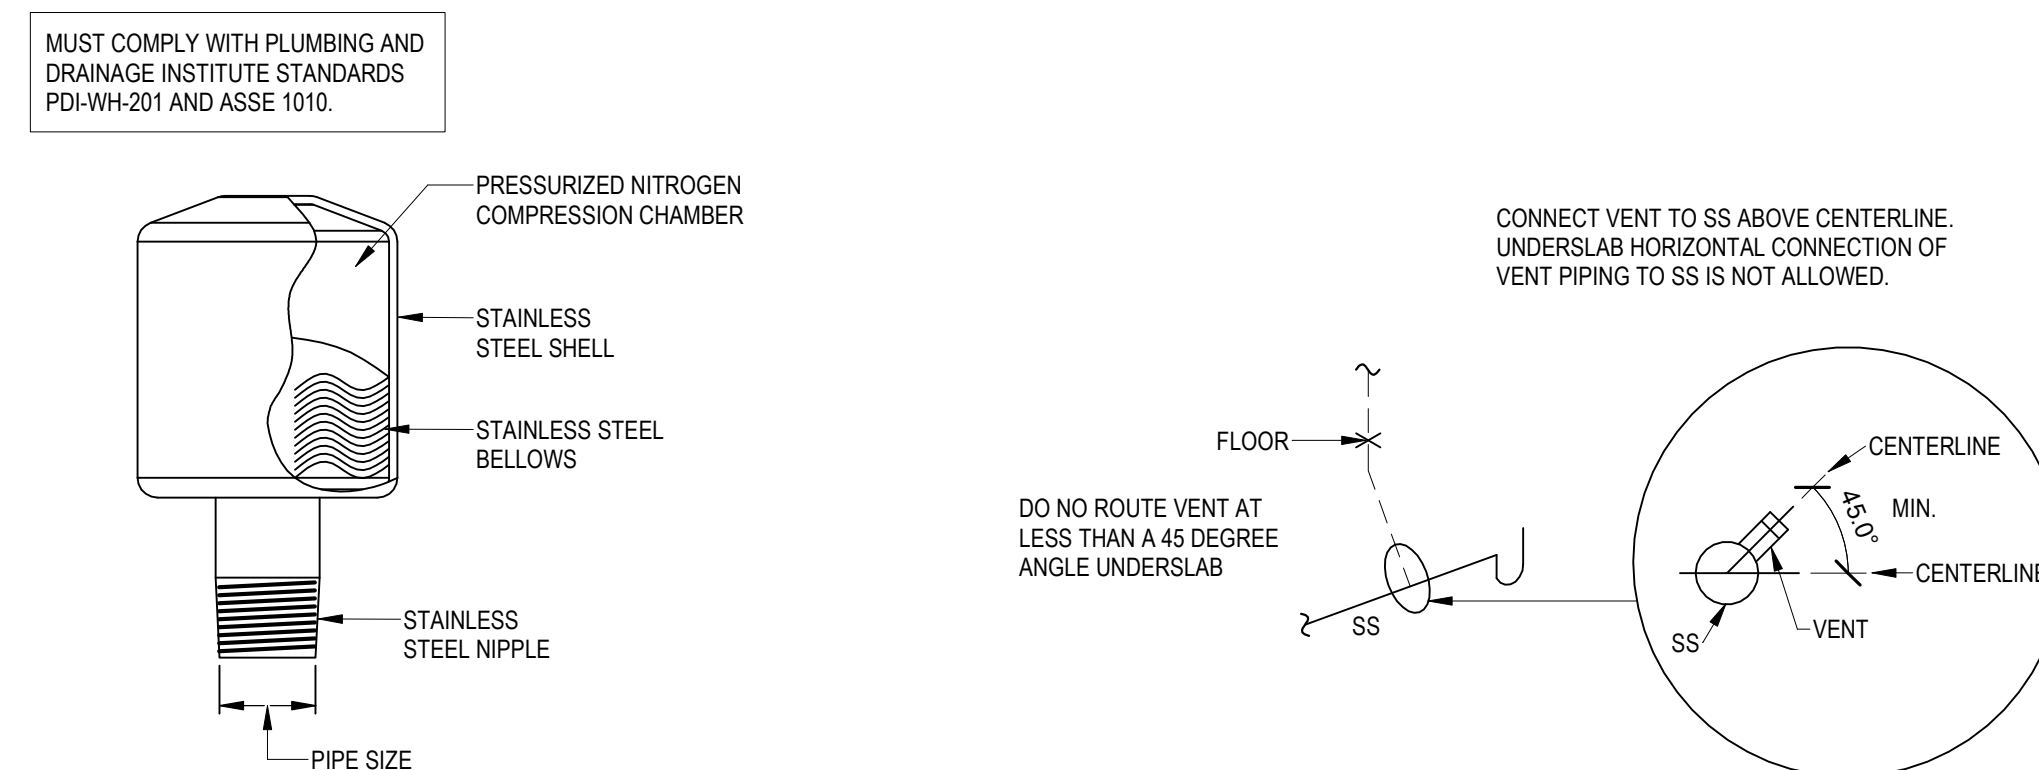 MUST COMPLY WITH PLUMBING AND
DRAINAGE INSTITUTE STANDARDS
PDI-WH-201 AND ASSE 1010.
PRESSURIZED NITROGEN
COMPRESSION CHAMBER
STAINLESS
STEEL SHELL
STAINLESS STEEL
BELLOWS
STAINLESS
STEEL NIPPLE
PIPE SIZE
CONNECT VENT TO SS ABOVE CENTERLINE.
UNDERSLAB HORIZONTAL CONNECTION OF
VENT PIPING TO SS IS NOT ALLOWED.
FLOOR
DO NO ROUTE VENT AT
LESS THAN A 45 DEGREE
ANGLE UNDERSLAB
SS
CENTERLINE
45.0°
MIN.
CENTERLINE
VENT
SS